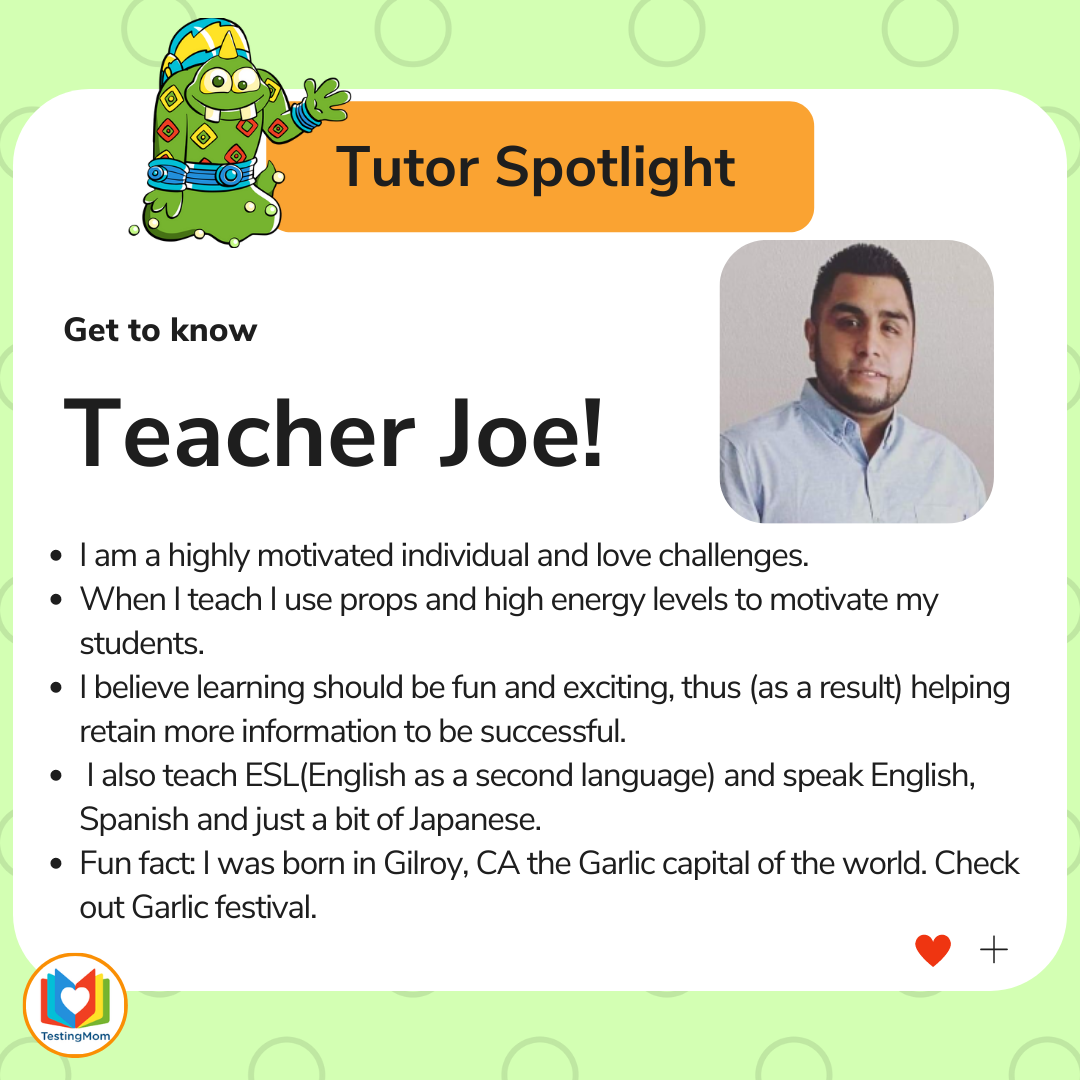 Tutor Spotlight
Get to know
Teacher Joe!
• I am a highly motivated individual and love challenges.
• When I teach I use props and high energy levels to motivate my
students.
• I believe learning should be fun and exciting, thus (as a result) helping
retain more information to be successful.
• I also teach ESL(English as a second language) and speak English,
Spanish and just a bit of Japanese.
• Fun fact: I was born in Gilroy, CA the Garlic capital of the world. Check
out Garlic festival.
TestingMom